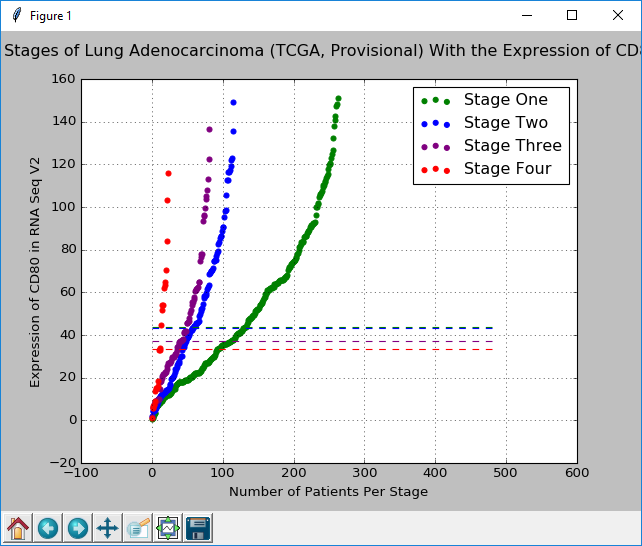 Figure 1
Stages of Lung Adenocarcinoma (TCGA, Provisional) With the Expression of CD8
160
140
120
100
80
60
40
20
0
−20
Expression of CD80 in RNA Seq V2
Stage One
Stage Two
Stage Three
Stage Four
−100 0 100 200 300 400 500 600
Number of Patients Per Stage